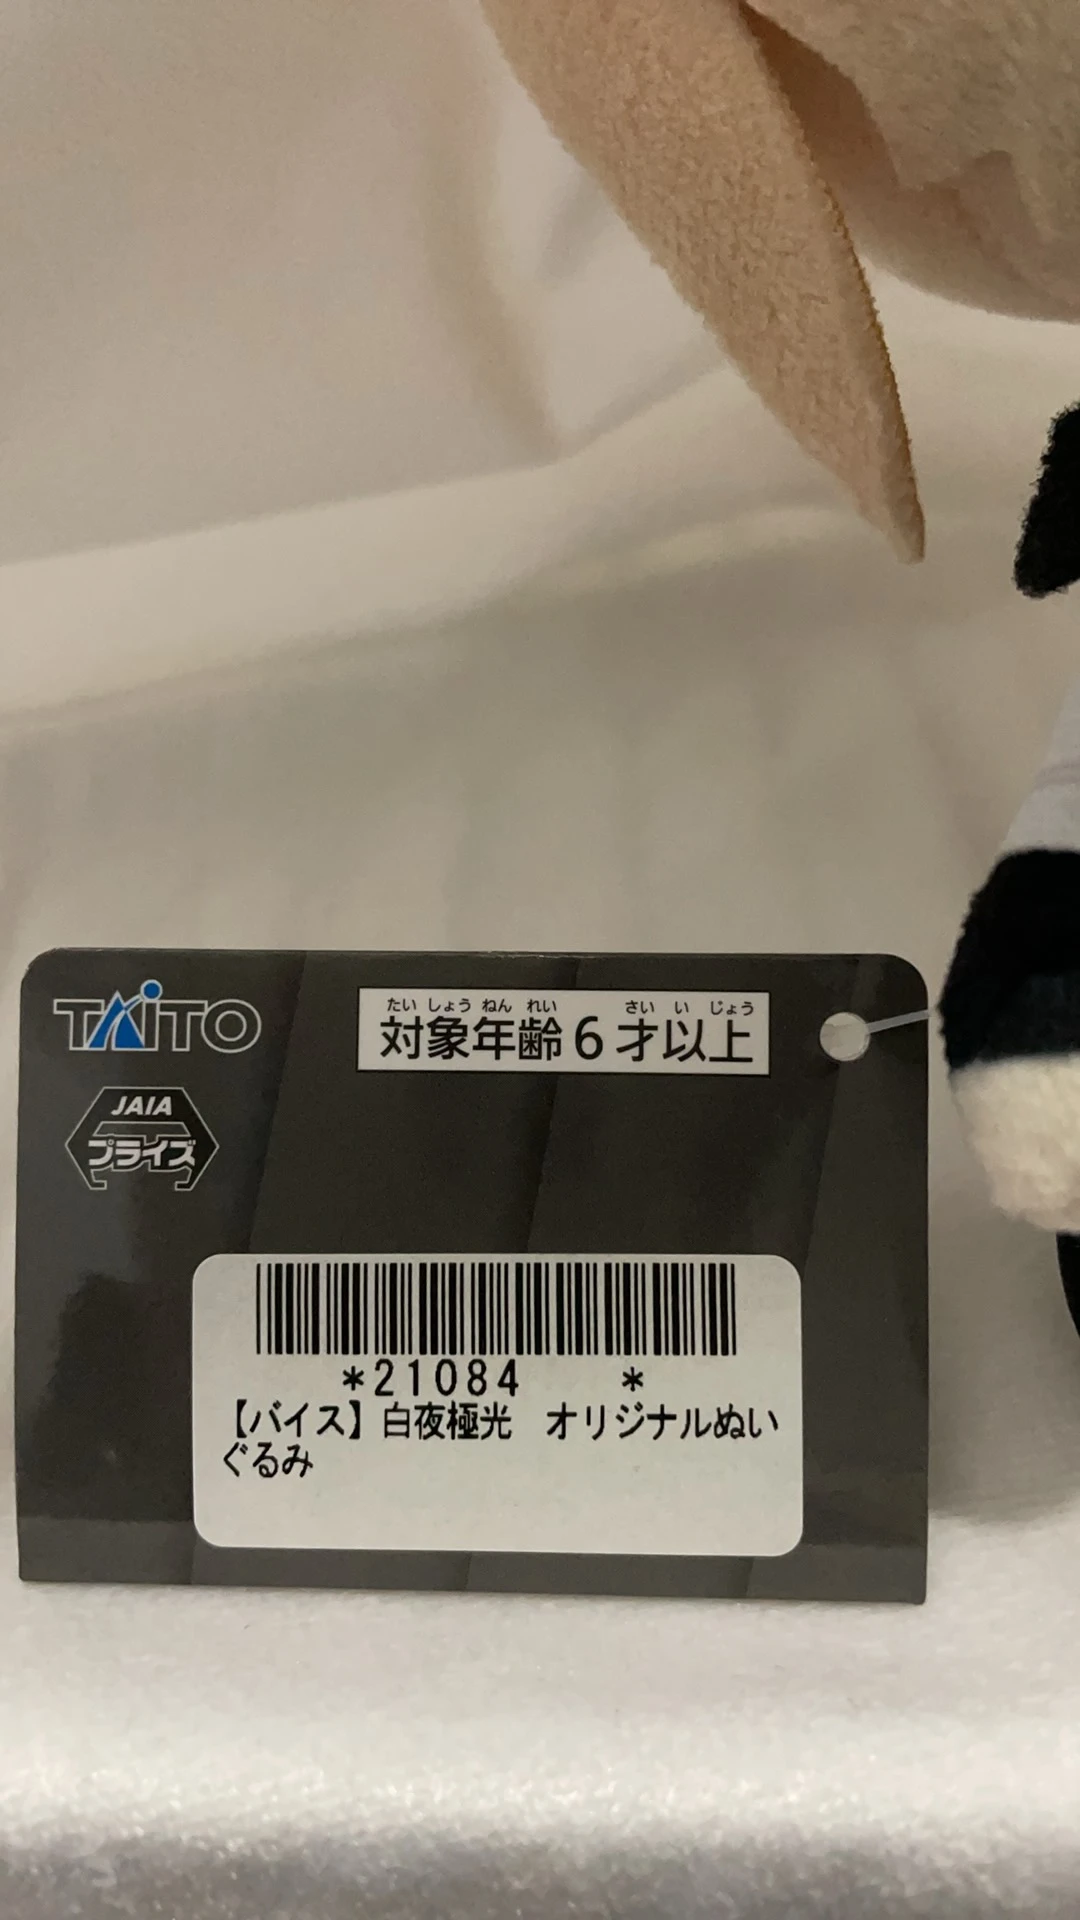 TAITO
たいしょうねんれい さいいじょう
対象年齢6才以上
JAIA
プライズ
*21084 *
【バイス】白夜極光 オリジナルぬい
ぐるみ